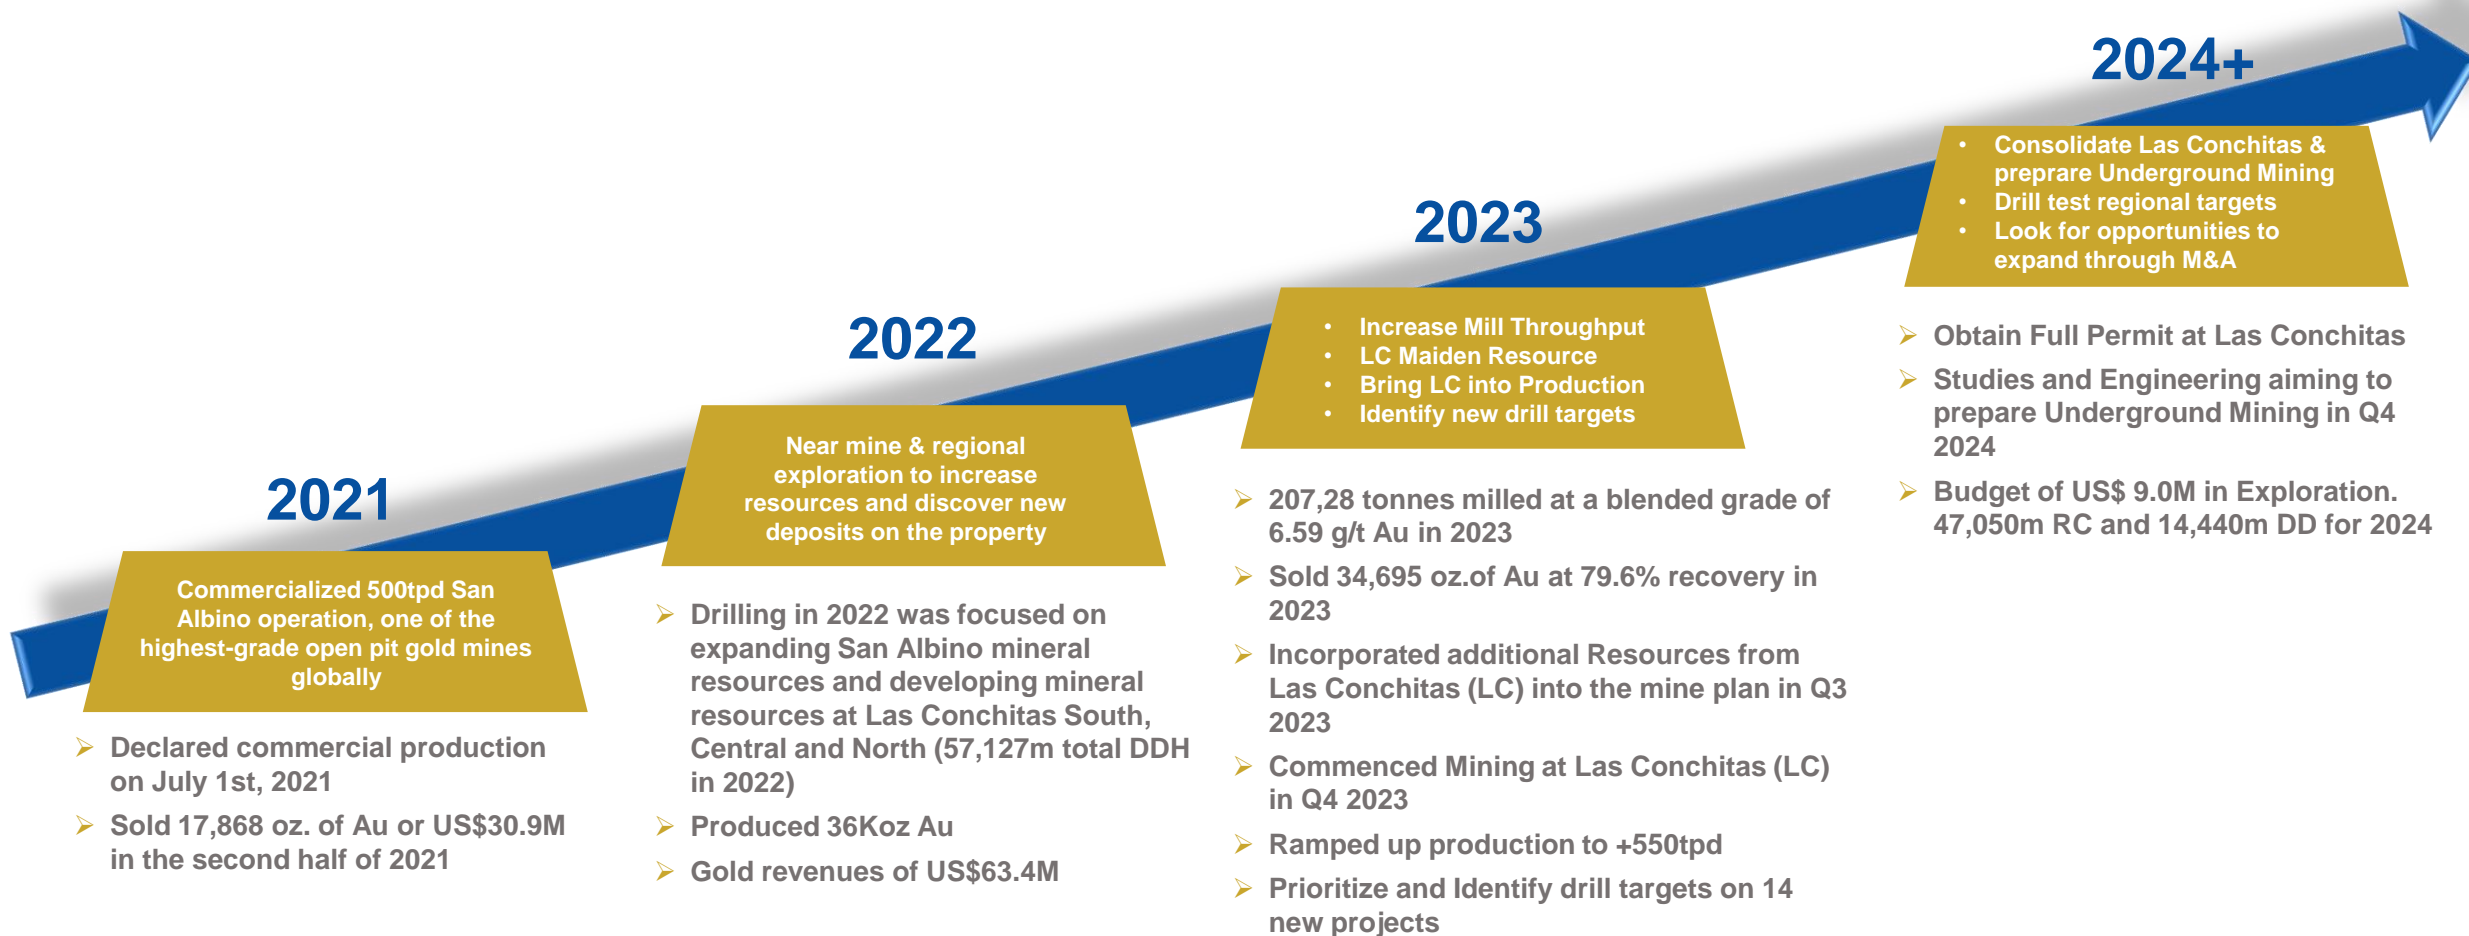 2021
Commercialized 500tpd San
Albino operation, one of the
highest-grade open pit gold mines
globally
➢ Declared commercial production
on July 1st, 2021
➢ Sold 17,868 oz. of Au or US$30.9M
in the second half of 2021
2022
Near mine & regional
exploration to increase
resources and discover new
deposits on the property
➢ Drilling in 2022 was focused on
expanding San Albino mineral
resources and developing mineral
resources at Las Conchitas South,
Central and North (57,127m total DDH
in 2022)
➢ Produced 36Koz Au
➢ Gold revenues of US$63.4M
2023
• Increase Mill Throughput
• LC Maiden Resource
• Bring LC into Production
• Identify new drill targets
➢ 207,28 tonnes milled at a blended grade of
6.59 g/t Au in 2023
➢ Sold 34,695 oz.of Au at 79.6% recovery in
2023
➢ Incorporated additional Resources from
Las Conchitas (LC) into the mine plan in Q3
2023
➢ Commenced Mining at Las Conchitas (LC)
in Q4 2023
➢ Ramped up production to +550tpd
➢ Prioritize and Identify drill targets on 14
new projects
2024+
• Consolidate Las Conchitas &
preprare Underground Mining
• Drill test regional targets
• Look for opportunities to
expand through M&A
➢ Obtain Full Permit at Las Conchitas
➢ Studies and Engineering aiming to
prepare Underground Mining in Q4
2024
➢ Budget of US$ 9.0M in Exploration.
47,050m RC and 14,440m DD for 2024